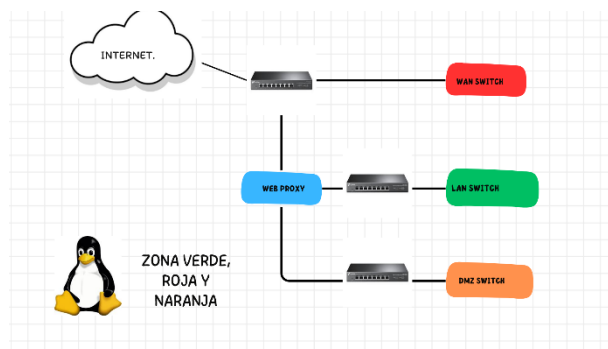 INTERNET.
WAN SWITCH
WEB PROXY
LAN SWITCH
DMZ SWITCH
ZONA VERDE,
ROJA Y
NARANJA